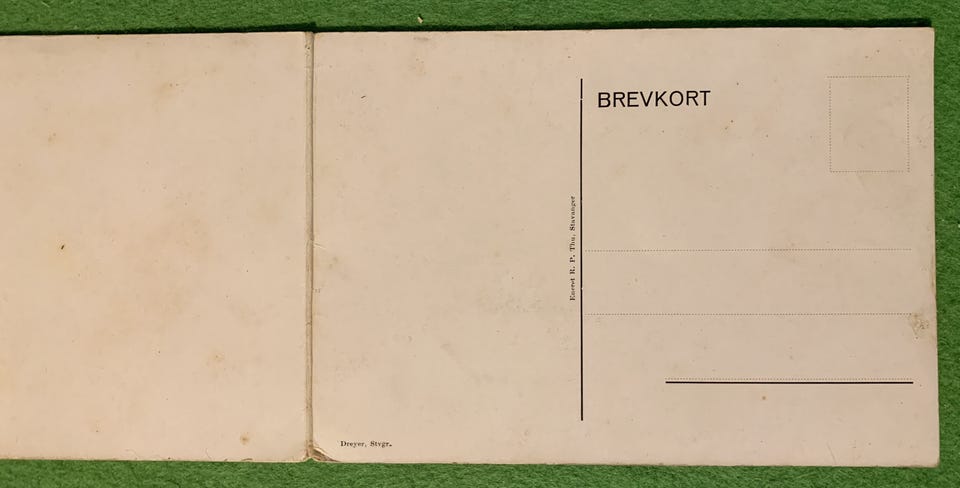 BREVKORT
Eneret R. P. Thu, Stavanger
Dreyer, Stvgr.